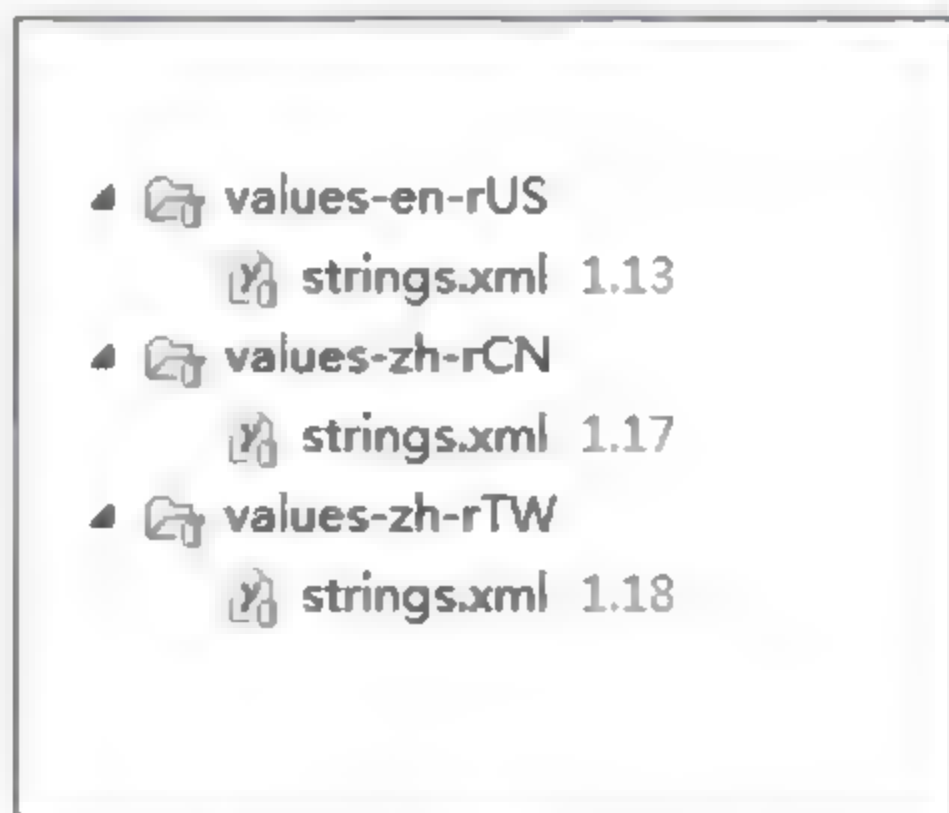 values-en-rUS
strings.xml 1.13
values-zh-rCN
strings.xml 1.17
values-zh-rTW
strings.xml 1.18